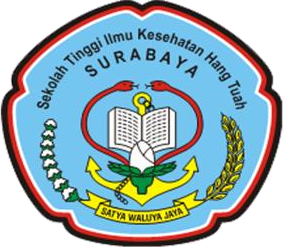 Sekolah Tinggi Ilmu Kesehatan Hang Tuah
SURABAYA
SATYA WALUYA JAYA